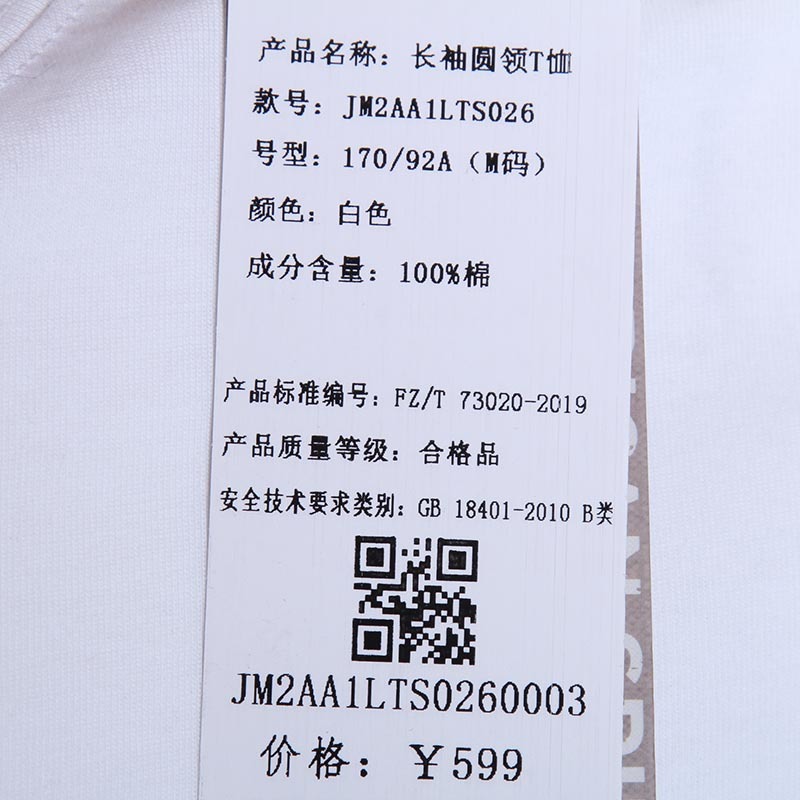 产品名称：长袖圆领T恤
款号：JM2AA1LTS026
号型：170/92A（M码）
颜色：白色
成分含量：100%棉
产品标准编号：FZ/T 73020-2019
产品质量等级：合格品
安全技术要求类别：GB 18401-2010 B类
JM2AA1LTS0260003
价格：￥599